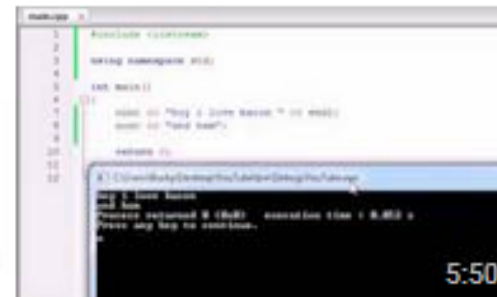 main.cpp
1 #include <iostream>
2
3 using namespace std;
4
5 int main()
6 {
7 cout << "hey i love bacon " << endl;
8 cout << "and ham";
9
10 return 0;
11
12
hey i love bacon
and ham
Process returned 0 (0x0) execution time : 0.052 s
Press any key to continue.
5:50